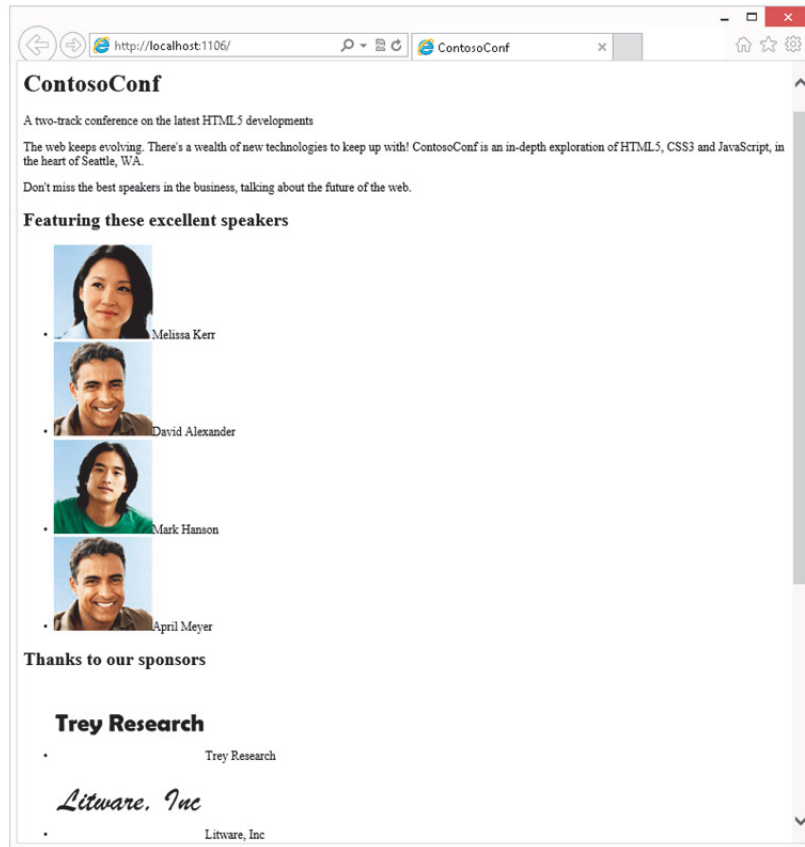 http://localhost:1106/
ContosoConf
ContosoConf
A two-track conference on the latest HTML5 developments
The web keeps evolving. There's a wealth of new technologies to keep up with! ContosoConf is an in-depth exploration of HTML5, CSS3 and JavaScript, in
the heart of Seattle, WA.
Don't miss the best speakers in the business, talking about the future of the web.
Featuring these excellent speakers
Melissa Kerr
David Alexander
Mark Hanson
April Meyer
Thanks to our sponsors
Trey Research
Trey Research
Litware, Inc
Litware, Inc